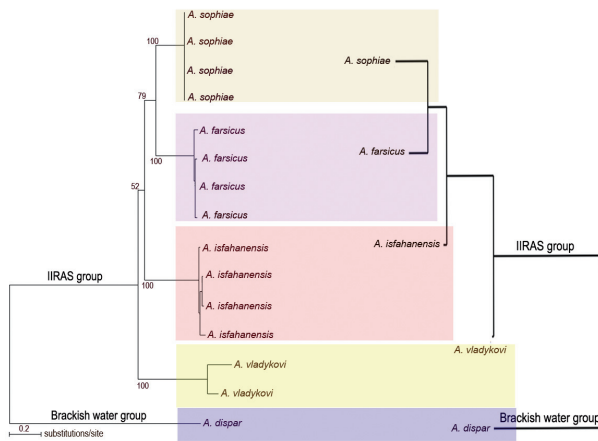 A. sophiae
100
A. sophiae
A. sophiae
A. sophiae
79
A. sophiae
A. farsicus
100
A. farsicus
A. farsicus
A. farsicus
A. farsicus
52
A. isfahanensis
A. isfahanensis
IIRAS group
IIRAS group
A. isfahanensis
100
A. isfahanensis
A. isfahanensis
A. vladykovi
A. vladykovi
100
A. vladykovi
Brackish water group
A. dispar
A. dispar
Brackish water group
0.2
substitutions/site